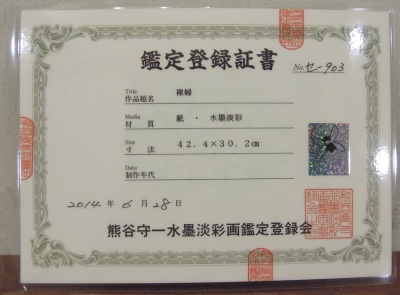 鑑定登録証書
No. セ-903
Title
作品題名 裸婦
Media
材質 紙・水墨淡彩
Size
寸法 42.4×30.2㎝
Data
制作年代
2014年6月28日
熊谷守一水墨淡彩画鑑定登録会